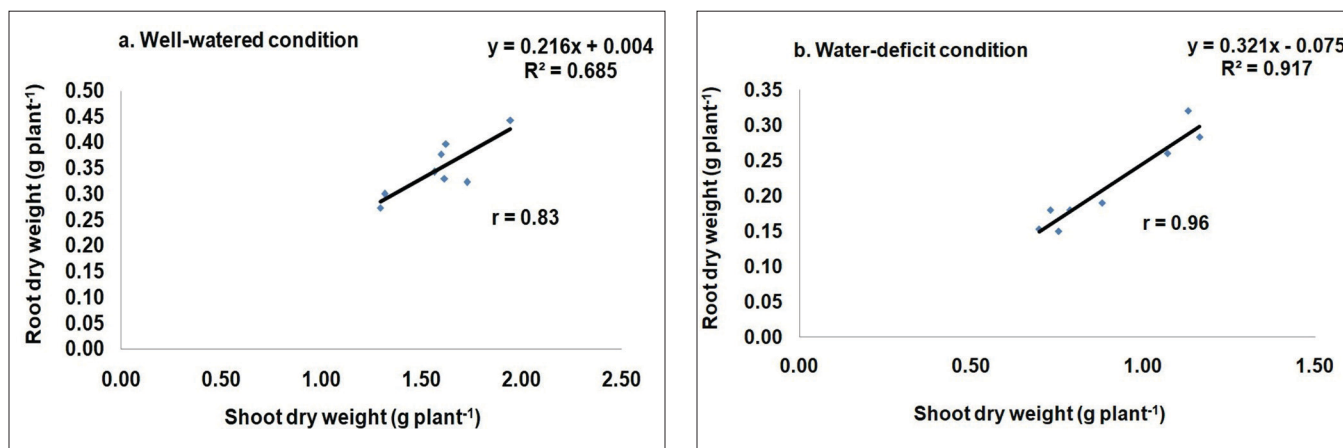 a. Well-watered condition
y = 0.216x + 0.004
R² = 0.685
0.50
0.45
0.40
0.35
0.30
0.25
0.20
0.15
0.10
0.05
0.00
Root dry weight (g plant⁻¹)
r = 0.83
0.00 0.50 1.00 1.50 2.00 2.50
Shoot dry weight (g plant⁻¹)
b. Water-deficit condition
y = 0.321x - 0.075
R² = 0.917
0.35
0.30
0.25
0.20
0.15
0.10
0.05
0.00
Root dry weight (g plant⁻¹)
r = 0.96
0.00 0.50 1.00 1.50
Shoot dry weight (g plant⁻¹)